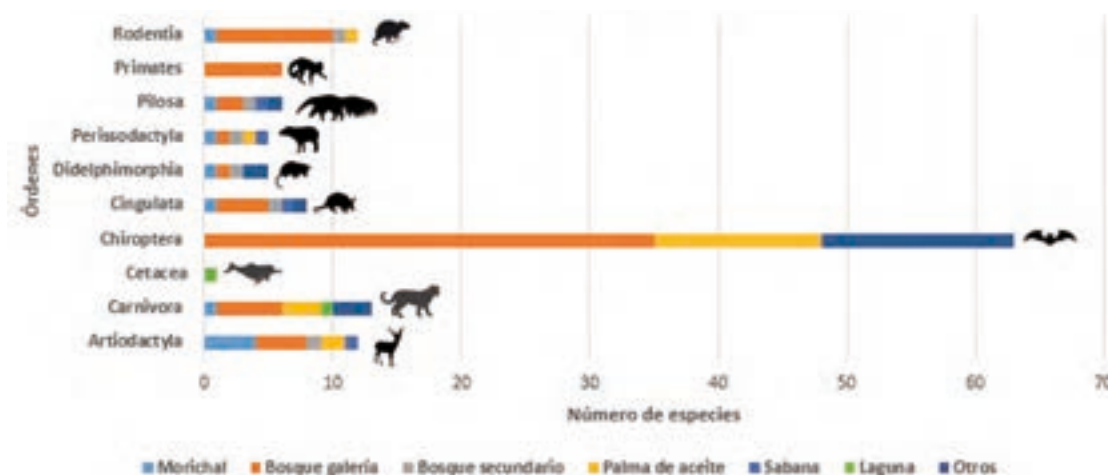 Órdenes
Rodentia
Primates
Pilosa
Perissodactyla
Didelphimorphia
Cingulata
Chiroptera
Cetacea
Carnivora
Artiodactyla
0 10 20 30 40 50 60 70
Número de especies
Morichal Bosque galería Bosque secundario Palma de aceite Sabana Laguna Otros